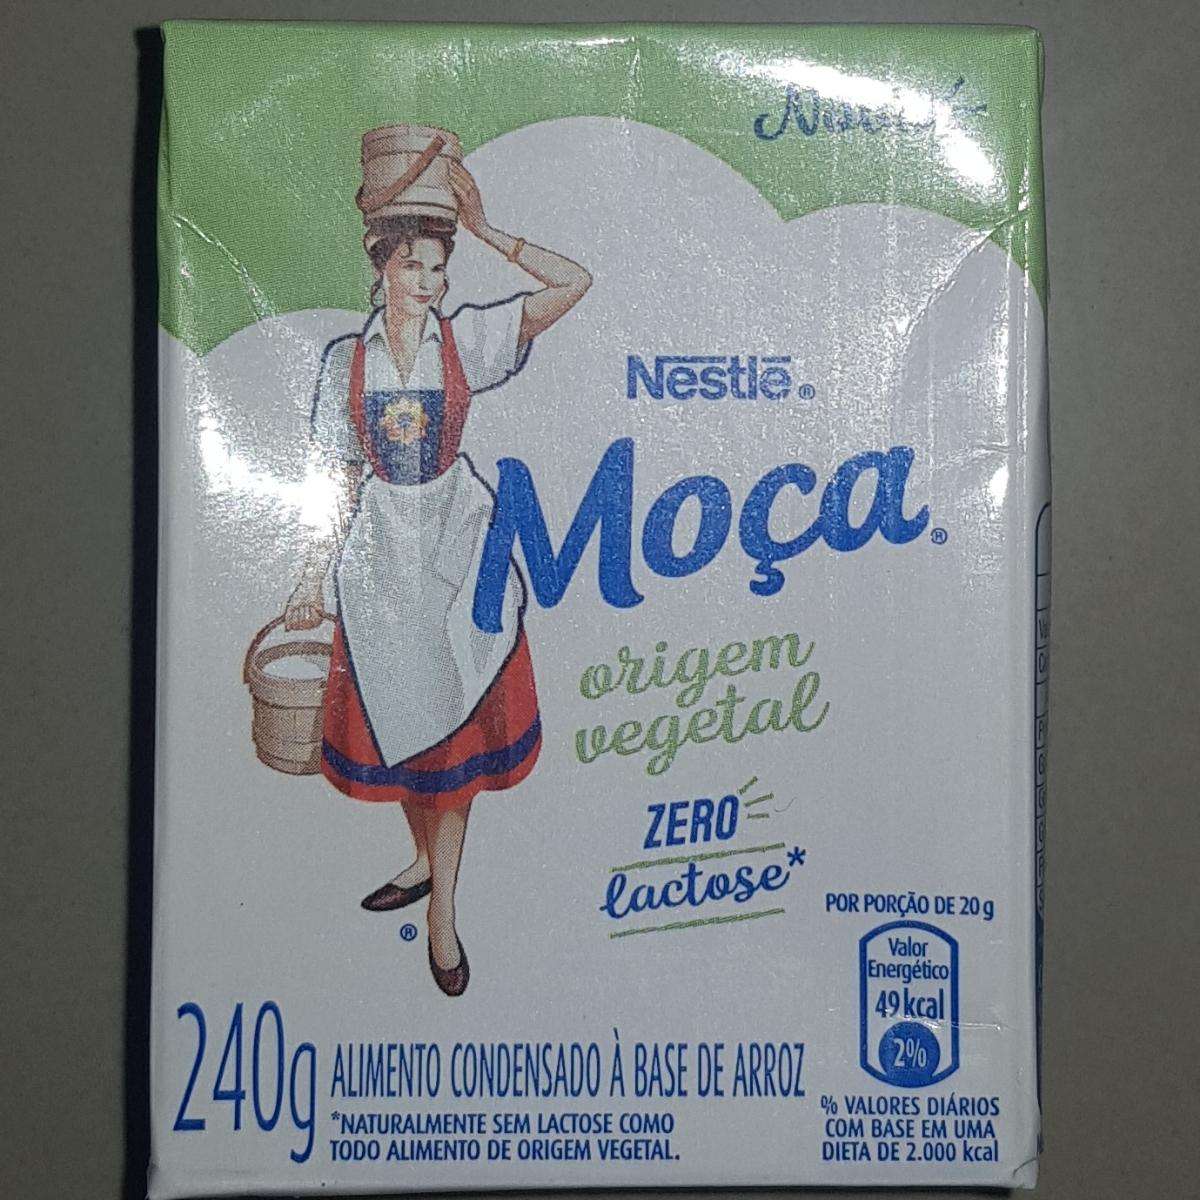 Nestlé®
Moça®
origem
vegetal
ZERO
lactose*
POR PORÇÃO DE 20 g
Valor
Energético
49 kcal
2%
% VALORES DIÁRIOS
COM BASE EM UMA
DIETA DE 2.000 kcal
®
240g
ALIMENTO CONDENSADO À BASE DE ARROZ
*NATURALMENTE SEM LACTOSE COMO
TODO ALIMENTO DE ORIGEM VEGETAL.